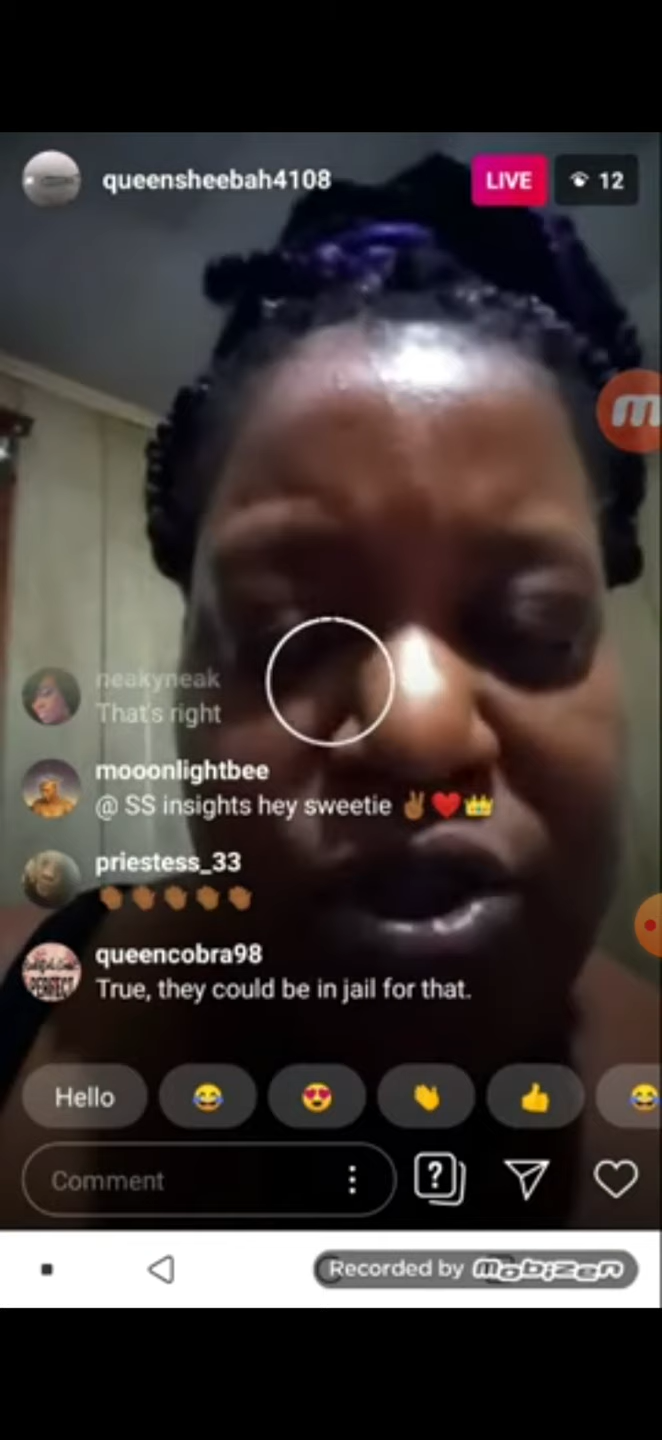 queensheebah4108
LIVE
12
neakyneak
That's right
mooonlightbee
@ SS insights hey sweetie ✌🏾❤️👑
priestess_33
👏🏾👏🏾👏🏾👏🏾👏🏾
queencobra98
True, they could be in jail for that.
PERFECT
Hello 😂 😍 👏 👍 😂
Comment
Recorded by mobizen